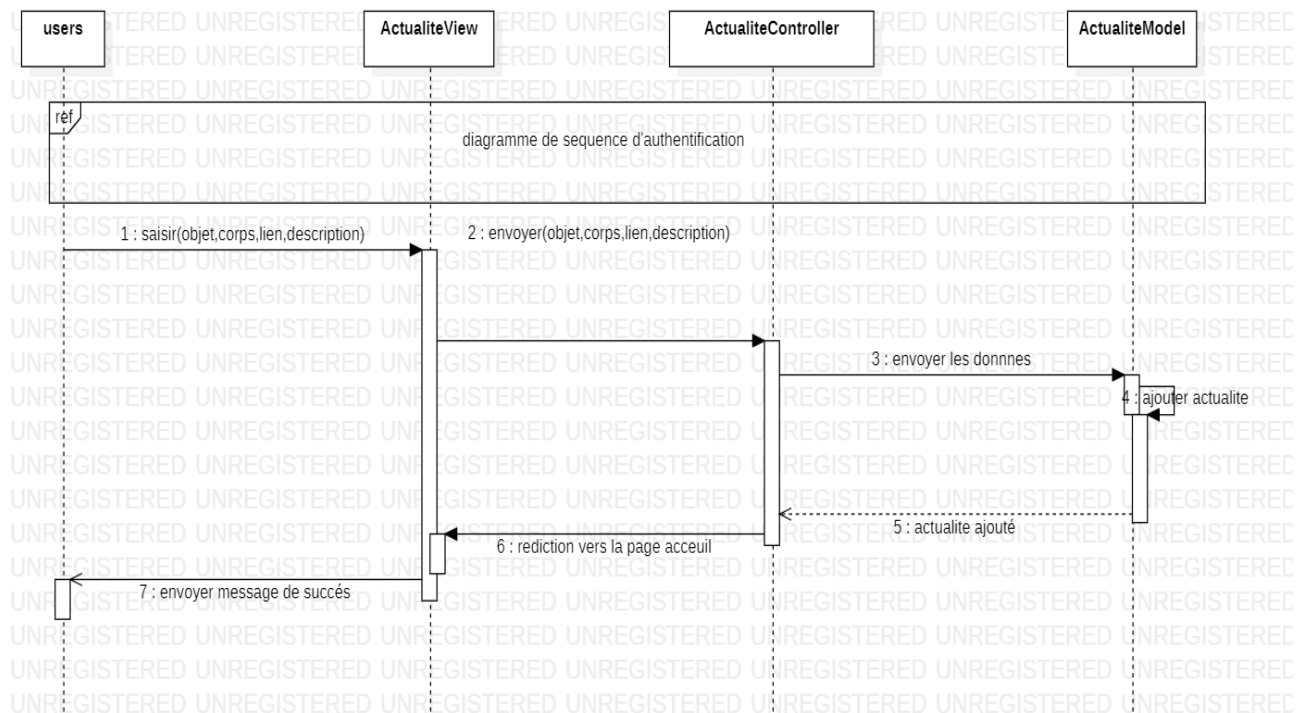 users
ActualiteView
ActualiteController
ActualiteModel
ref
diagramme de sequence d'authentification
1 : saisir(objet,corps,lien,description)
2 : envoyer(objet,corps,lien,description)
3 : envoyer les donnnes
4 : ajouter actualite
5 : actualite ajouté
6 : rediction vers la page acceuil
7 : envoyer message de succés
UNREGISTERED